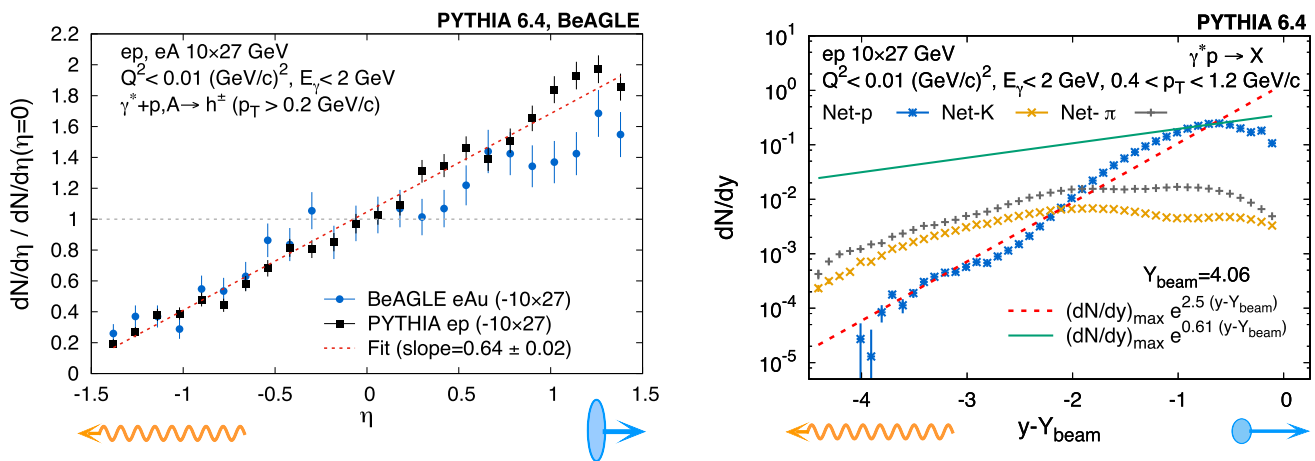 PYTHIA 6.4, BeAGLE
ep, eA 10×27 GeV
Q²< 0.01 (GeV/c)², Eᵧ< 2 GeV
γ*+p,A→ h± (p_T > 0.2 GeV/c)
dN/dη / dN/dη(η=0)
2.2
2
1.8
1.6
1.4
1.2
1
0.8
0.6
0.4
0.2
0
BeAGLE eAu (-10×27)
PYTHIA ep (-10×27)
Fit (slope=0.64 ± 0.02)
-1.5 -1 -0.5 0 0.5 1 1.5
η
PYTHIA 6.4
ep 10×27 GeV γ*p → X
Q²< 0.01 (GeV/c)², Eᵧ< 2 GeV, 0.4 < p_T < 1.2 GeV/c
Net-p Net-K Net- π
dN/dy
10¹
10⁰
10⁻¹
10⁻²
10⁻³
10⁻⁴
10⁻⁵
Y_beam=4.06
(dN/dy)_max e^2.5 (y-Y_beam)
(dN/dy)_max e^0.61 (y-Y_beam)
-4 -3 -2 -1 0
y-Y_beam